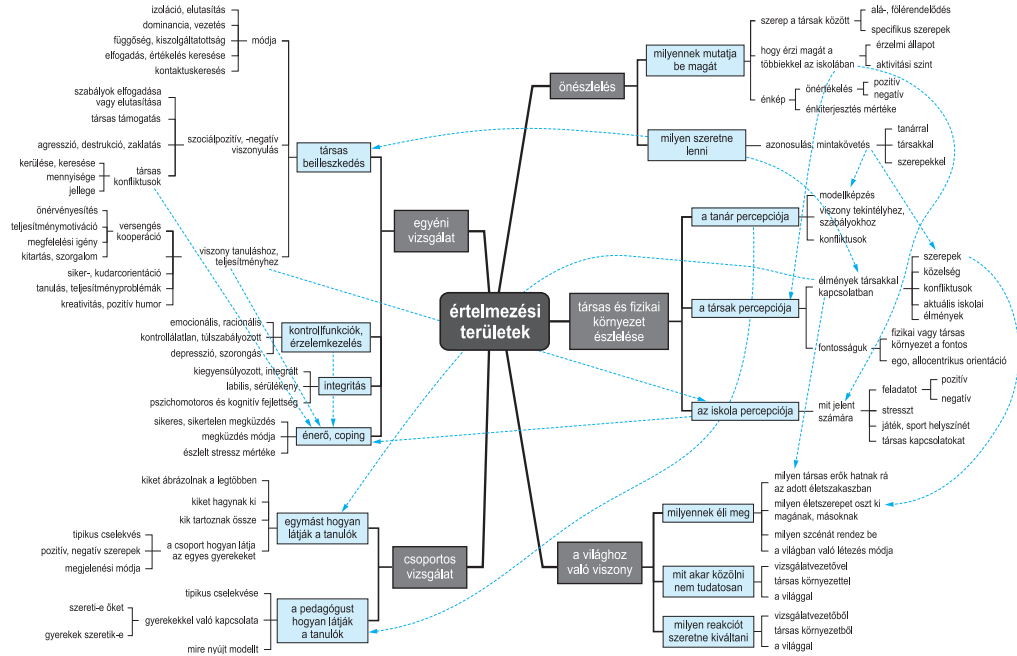 értelmezési
területek
önészlelés
milyennek mutatja
be magát
szerep a társak között
alá-, fölérendelődés
specifikus szerepek
hogy érzi magát a
többiekkel az iskolában
érzelmi állapot
aktivitási szint
énkép
önértékelés
pozitív
negatív
énkiterjesztés mértéke
milyen szeretne
lenni
azonosulás, mintakövetés
tanárral
társakkal
szerepekkel
társas és fizikai
környezet
észlelése
a tanár percepciója
modellképzés
viszony tekintélyhez,
szabályokhoz
konfliktusok
a társak percepciója
élmények társakkal
kapcsolatban
szerepek
közelség
konfliktusok
aktuális iskolai
élmények
fontosságuk
fizikai vagy társas
környezet a fontos
ego, allocentrikus orientáció
az iskola percepciója
mit jelent
számára
feladatot
pozitív
negatív
stresszt
játék, sport helyszínét
társas kapcsolatokat
a világhoz
való viszony
milyennek éli meg
milyen társas erők hatnak rá
az adott életszakaszban
milyen életszerepet oszt ki
magának, másoknak
milyen szcénát rendez be
a világban való létezés módja
mit akar közölni
nem tudatosan
vizsgálatvezetővel
társas környezettel
a világgal
milyen reakciót
szeretne kiváltani
vizsgálatvezetőből
társas környezetből
a világgal
egyéni
vizsgálat
társas
beilleszkedés
módja
izoláció, elutasítás
dominancia, vezetés
függőség, kiszolgáltatottság
elfogadás, értékelés keresése
kontaktuskeresés
szociálpozitív, -negatív
viszonyulás
szabályok elfogadása
vagy elutasítása
társas támogatás
agresszió, destrukció, zaklatás
társas
konfliktusok
kerülése, keresése
mennyisége
jellege
viszony tanuláshoz,
teljesítményhez
versengés
kooperáció
önérvényesítés
teljesítménymotiváció
megfelelési igény
kitartás, szorgalom
siker-, kudarcorientáció
tanulás, teljesítményproblémák
kreativitás, pozitív humor
kontrollfunkciók,
érzelemkezelés
emocionális, racionális
kontrollálatlan, túlszabályozott
depresszió, szorongás
integritás
kiegyensúlyozott, integrált
labilis, sérülékeny
pszichomotoros és kognitív fejlettség
énerő, coping
sikeres, sikertelen megküzdés
megküzdés módja
észlelt stressz mértéke
csoportos
vizsgálat
egymást hogyan
látják a tanulók
kiket ábrázolnak a legtöbben
kiket hagynak ki
kik tartoznak össze
a csoport hogyan látja
az egyes gyerekeket
tipikus cselekvés
pozitív, negatív szerepek
megjelenési módja
a pedagógust
hogyan látják
a tanulók
tipikus cselekvése
gyerekekkel való kapcsolata
szereti-e őket
gyerekek szeretik-e
mire nyújt modellt